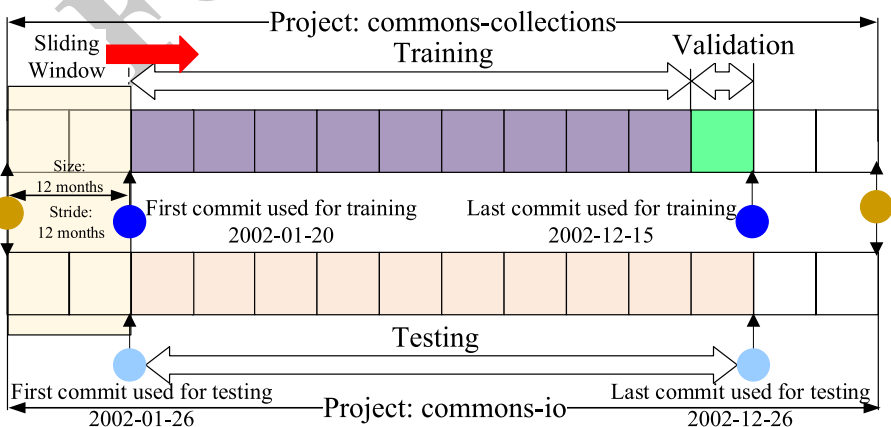 Project: commons-collections
Sliding
Window
Training
Validation
Size:
12 months
Stride:
12 months
First commit used for training
2002-01-20
Last commit used for training
2002-12-15
Testing
First commit used for testing
2002-01-26
Last commit used for testing
2002-12-26
Project: commons-io